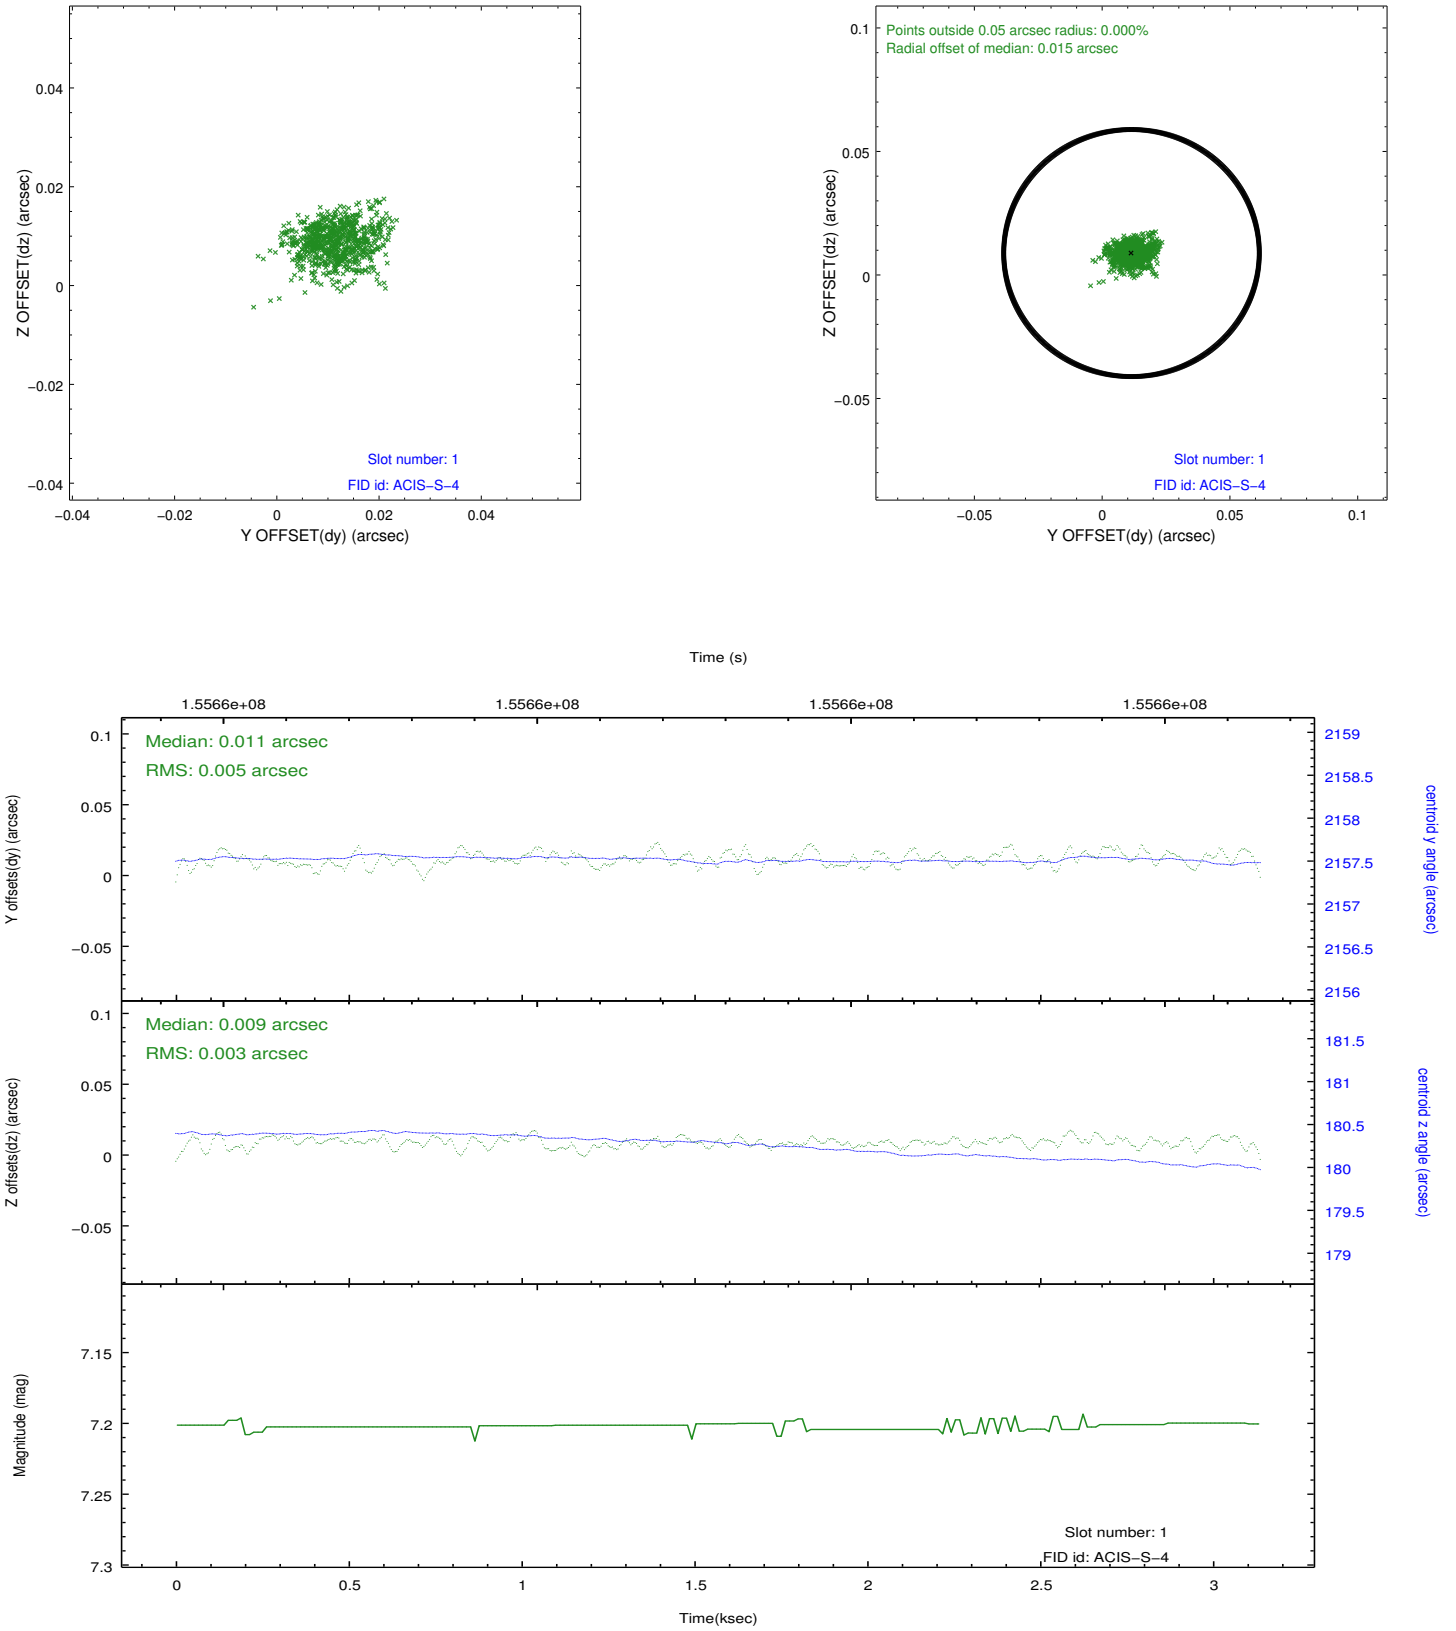 0.04
0.02
0
−0.02
−0.04
Z OFFSET(dz) (arcsec)
Slot number: 1
FID id: ACIS−S−4
−0.04
−0.02
0
0.02
0.04
Y OFFSET(dy) (arcsec)
Points outside 0.05 arcsec radius: 0.000%
Radial offset of median: 0.015 arcsec
0.1
0.05
0
−0.05
Z OFFSET(dz) (arcsec)
Slot number: 1
FID id: ACIS−S−4
−0.05
0
0.05
0.1
Y OFFSET(dy) (arcsec)
Time (s)
1.5566e+08
1.5566e+08
1.5566e+08
1.5566e+08
Median: 0.011 arcsec
RMS: 0.005 arcsec
0.1
0.05
0
−0.05
Y offsets(dy) (arcsec)
2159
2158.5
2158
2157.5
2157
2156.5
2156
centroid y angle (arcsec)
Median: 0.009 arcsec
RMS: 0.003 arcsec
0.1
0.05
0
−0.05
Z offsets(dz) (arcsec)
181.5
181
180.5
180
179.5
179
centroid z angle (arcsec)
7.15
7.2
7.25
7.3
Magnitude (mag)
Slot number: 1
FID id: ACIS−S−4
0
0.5
1
1.5
2
2.5
3
Time(ksec)